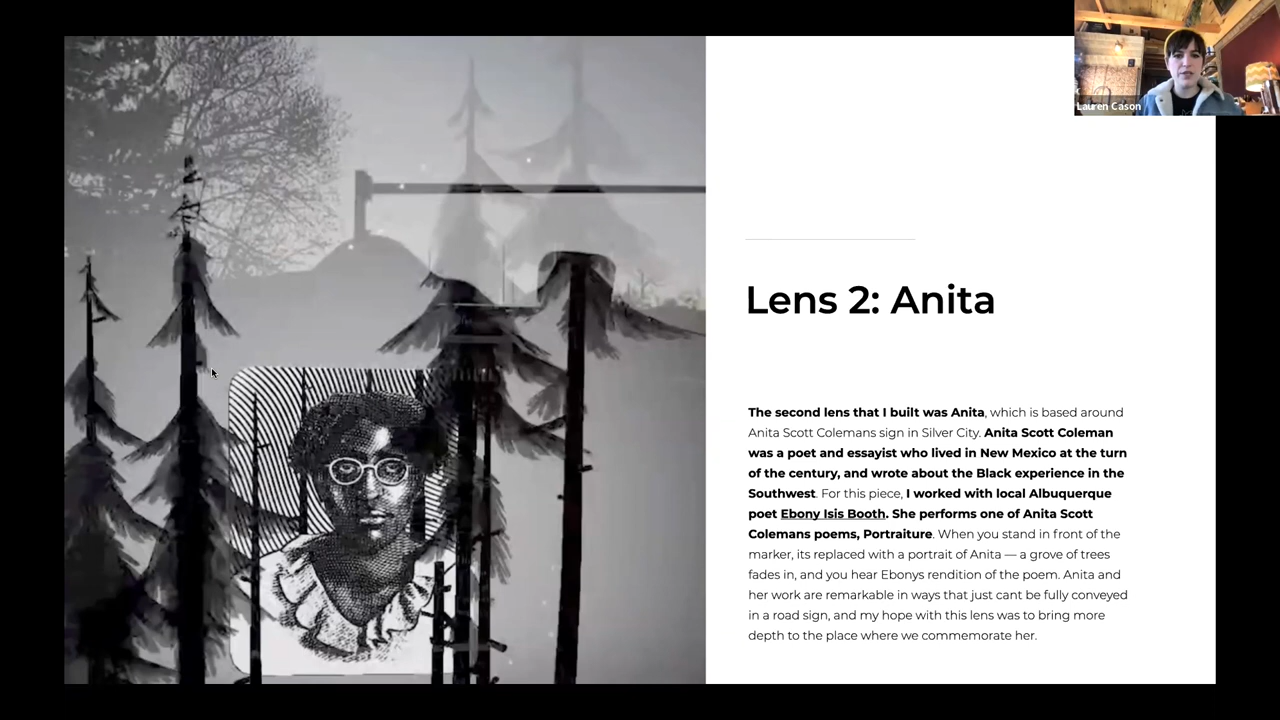 Lauren Cason
Lens 2: Anita
The second lens that I built was Anita, which is based around
Anita Scott Colemans sign in Silver City. Anita Scott Coleman
was a poet and essayist who lived in New Mexico at the turn
of the century, and wrote about the Black experience in the
Southwest. For this piece, I worked with local Albuquerque
poet Ebony Isis Booth. She performs one of Anita Scott
Colemans poems, Portraiture. When you stand in front of the
marker, its replaced with a portrait of Anita — a grove of trees
fades in, and you hear Ebonys rendition of the poem. Anita and
her work are remarkable in ways that just cant be fully conveyed
in a road sign, and my hope with this lens was to bring more
depth to the place where we commemorate her.